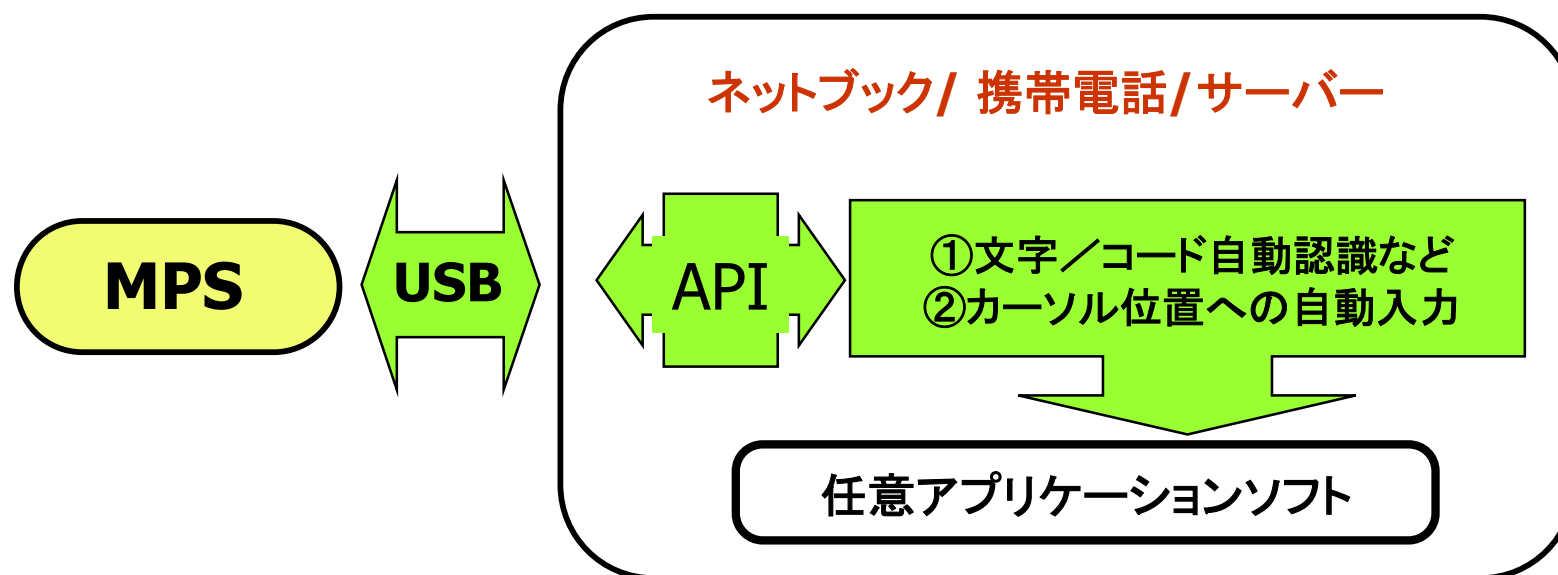 ネットブック/ 携帯電話/サーバー
MPS
USB
API
①文字／コード自動認識など
②カーソル位置への自動入力
任意アプリケーションソフト